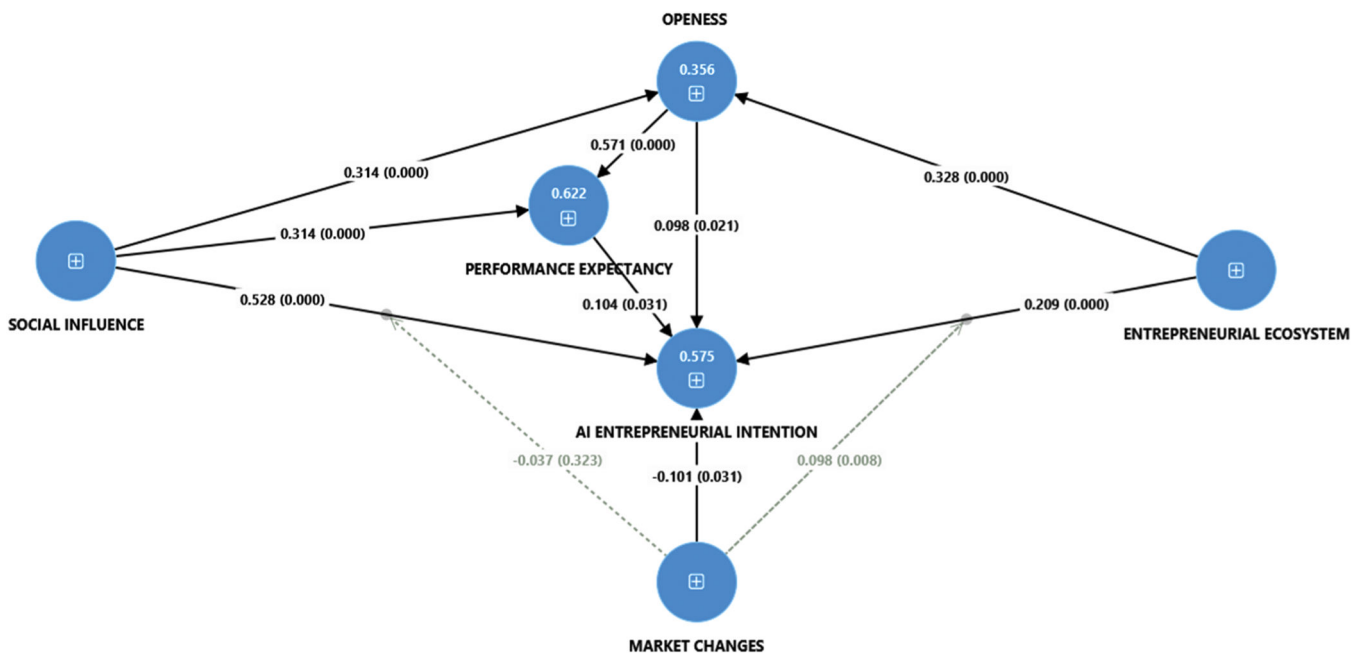 OPENESS
0.356
0.571 (0.000)
0.314 (0.000)
0.328 (0.000)
0.622
0.098 (0.021)
0.314 (0.000)
PERFORMANCE EXPECTANCY
0.528 (0.000)
0.104 (0.031)
0.209 (0.000)
SOCIAL INFLUENCE
ENTREPRENEURIAL ECOSYSTEM
0.575
AI ENTREPRENEURIAL INTENTION
-0.037 (0.323)
0.098 (0.008)
-0.101 (0.031)
MARKET CHANGES